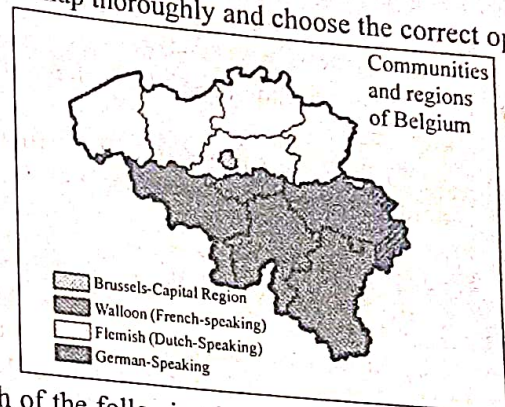 thoroughly and choose the correct
Communities
and regions
of Belgium
Brussels-Capital Region
Walloon (French-speaking)
Flemish (Dutch-Speaking)
German-Speaking
of the